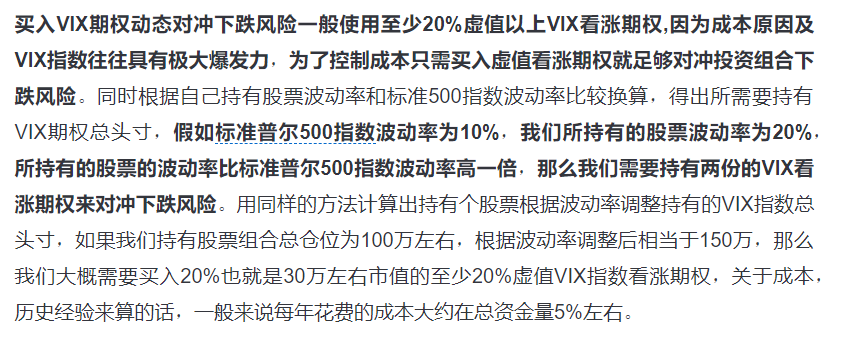 买入VIX期权动态对冲下跌风险一般使用至少20%虚值以上VIX看涨期权,因为成本原因及
VIX指数往往具有极大爆发力，为了控制成本只需买入虚值看涨期权就足够对冲投资组合下
跌风险。同时根据自己持有股票波动率和标准500指数波动率比较换算，得出所需要持有
VIX期权总头寸，假如标准普尔500指数波动率为10%，我们所持有的股票波动率为20%，
所持有的股票的波动率比标准普尔500指数波动率高一倍，那么我们需要持有两份的VIX看
涨期权来对冲下跌风险。用同样的方法计算出持有个股票根据波动率调整持有的VIX指数总
头寸，如果我们持有股票组合总仓位为100万左右，根据波动率调整后相当于150万，那么
我们大概需要买入20%也就是30万左右市值的至少20%虚值VIX指数看涨期权，关于成本，
历史经验来算的话，一般来说每年花费的成本大约在总资金量5%左右。